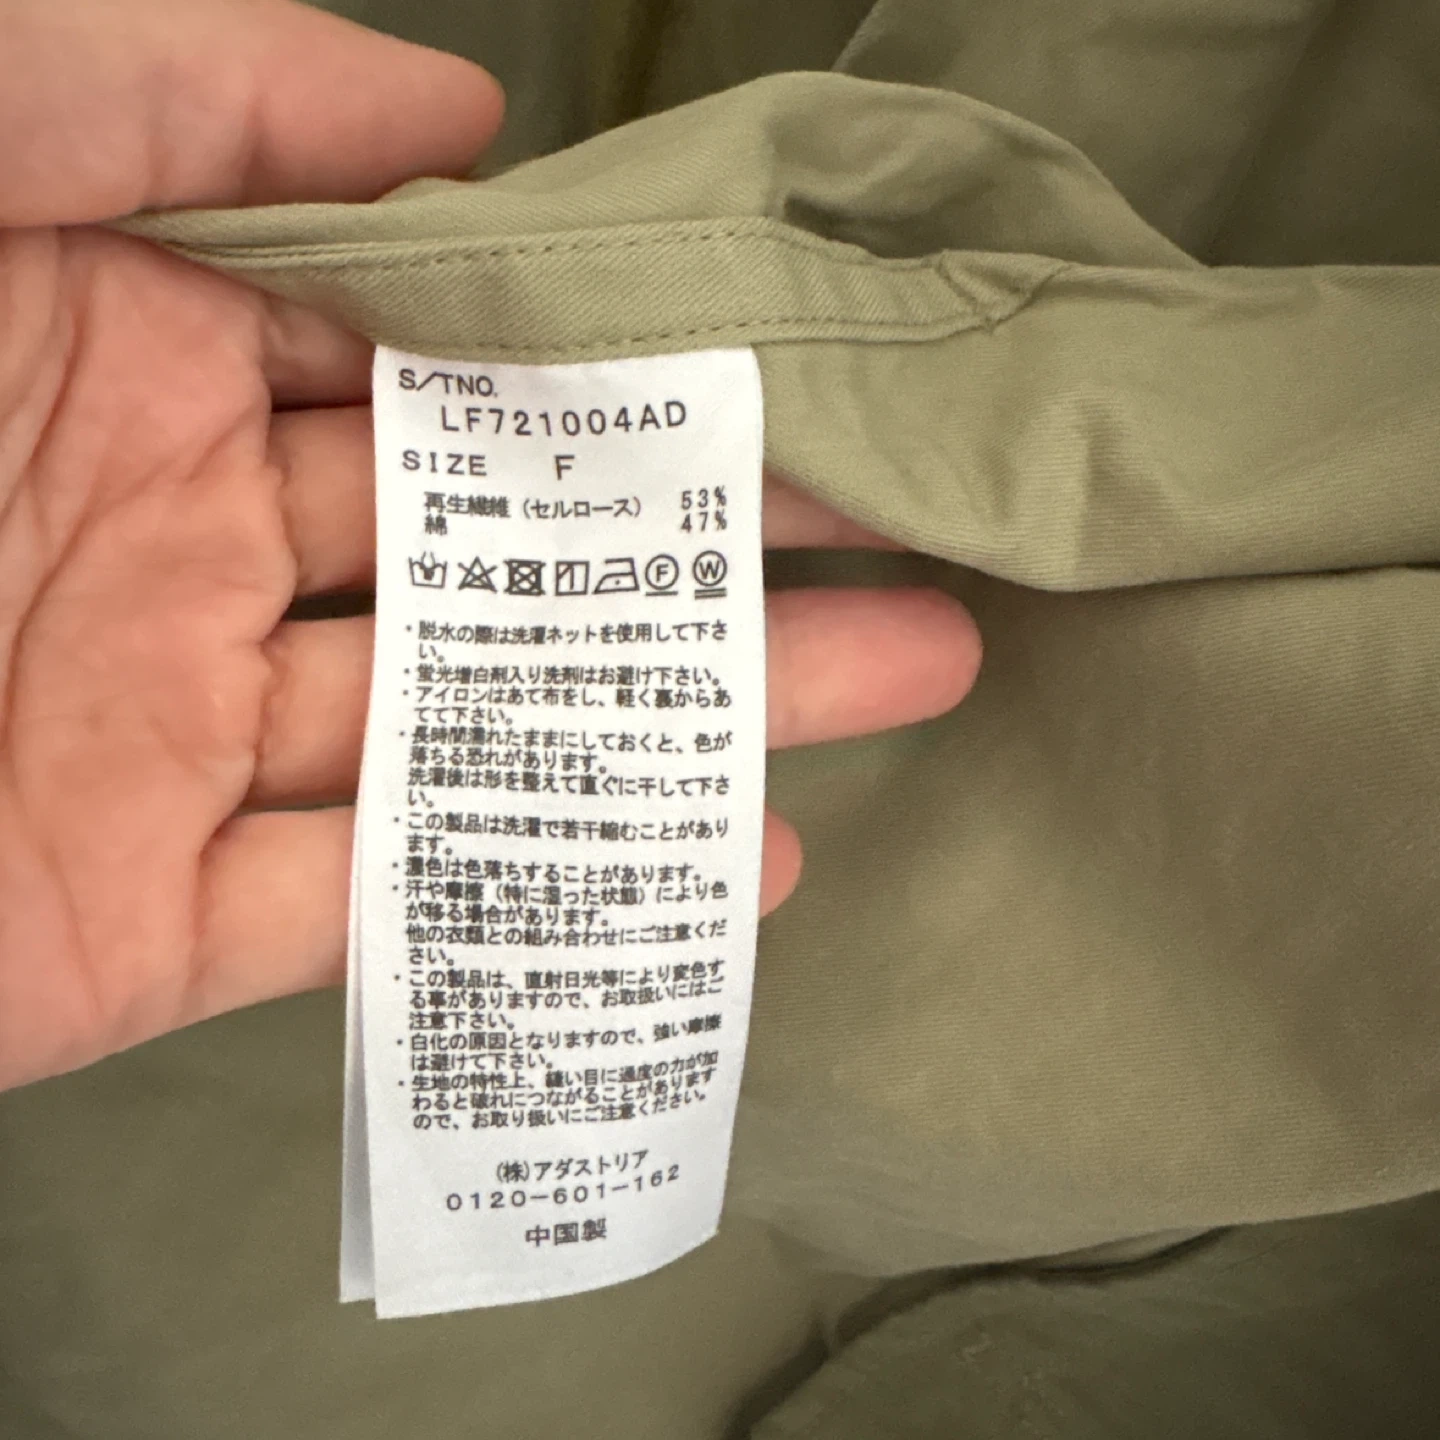 S/TNO.
LF721004AD
SIZE F
再生繊維（セルロース） 53%
綿 47%
F W
・脱水の際は洗濯ネットを使用して下さ
い。
・蛍光増白剤入り洗剤はお避け下さい。
・アイロンはあて布をし、軽く裏からあ
てて下さい。
・長時間濡れたままにしておくと、色が
落ちる恐れがあります。
洗濯後は形を整えて直ぐに干して下さ
い。
・この製品は洗濯で若干縮むことがあり
ます。
・濃色は色落ちすることがあります。
・汗や摩擦（特に湿った状態）により色
が移る場合があります。
他の衣類との組み合わせにご注意くだ
さい。
・この製品は、直射日光等により変色す
る事がありますので、お取扱いにはご
注意下さい。
・白化の原因となりますので、強い摩擦
は避けて下さい。
・生地の特性上、縫い目に過度の力が加
わると破れにつながることがあります
ので、お取り扱いにご注意ください。
(株)アダストリア
0120-601-162
中国製